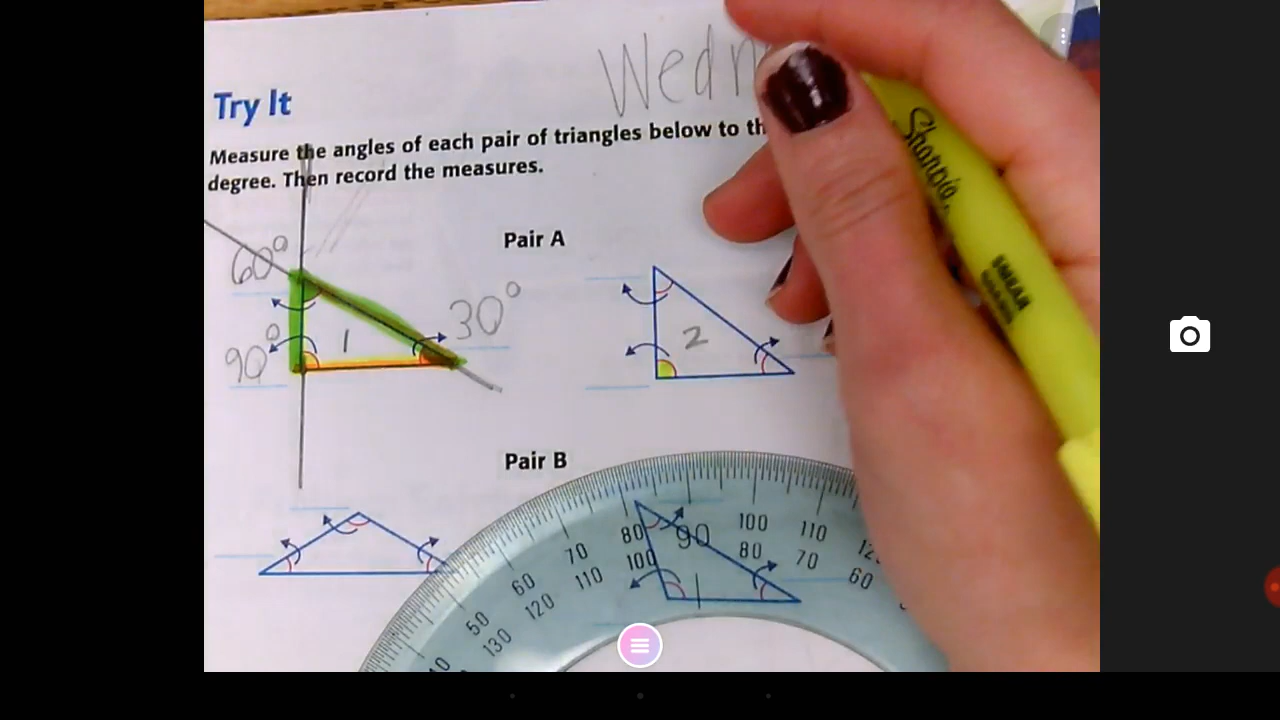 Wedn
Try It
Measure the angles of each pair of triangles below to th
degree. Then record the measures.
Pair A
60°
30°
90°
1
2
Sharpie.
SMEAR
Pair B
80 90 100 110
100 80 70 60
70
110
60
120
50
130